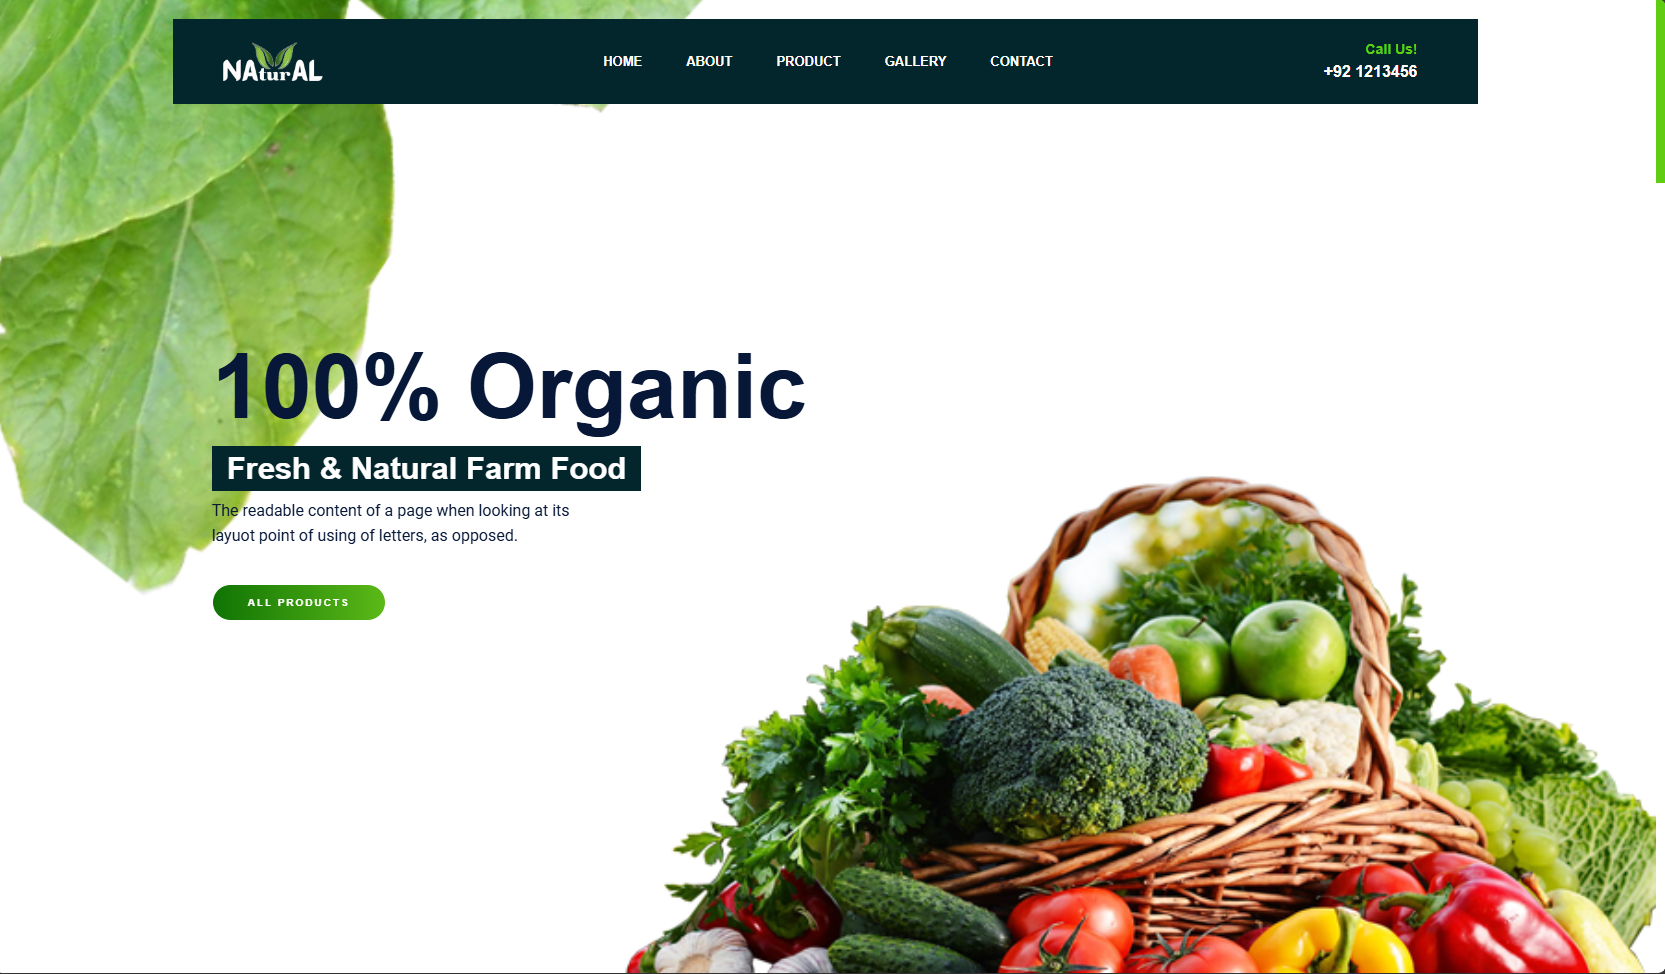 NAturAL
HOME ABOUT PRODUCT GALLERY CONTACT
Call Us!
+92 1213456
100% Organic
Fresh & Natural Farm Food
The readable content of a page when looking at its
layuot point of using of letters, as opposed.
ALL PRODUCTS